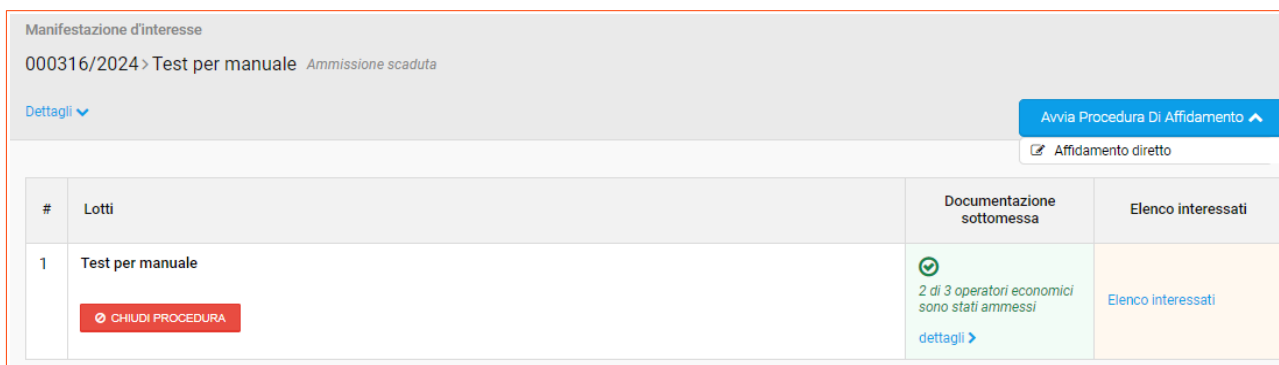 Manifestazione d'interesse
000316/2024 > Test per manuale Ammissione scaduta
Dettagli
Avvia Procedura Di Affidamento
Affidamento diretto
# Lotti Documentazione sottomessa Elenco interessati
1 Test per manuale
2 di 3 operatori economici
sono stati ammessi
Elenco interessati
CHIUDI PROCEDURA
dettagli >